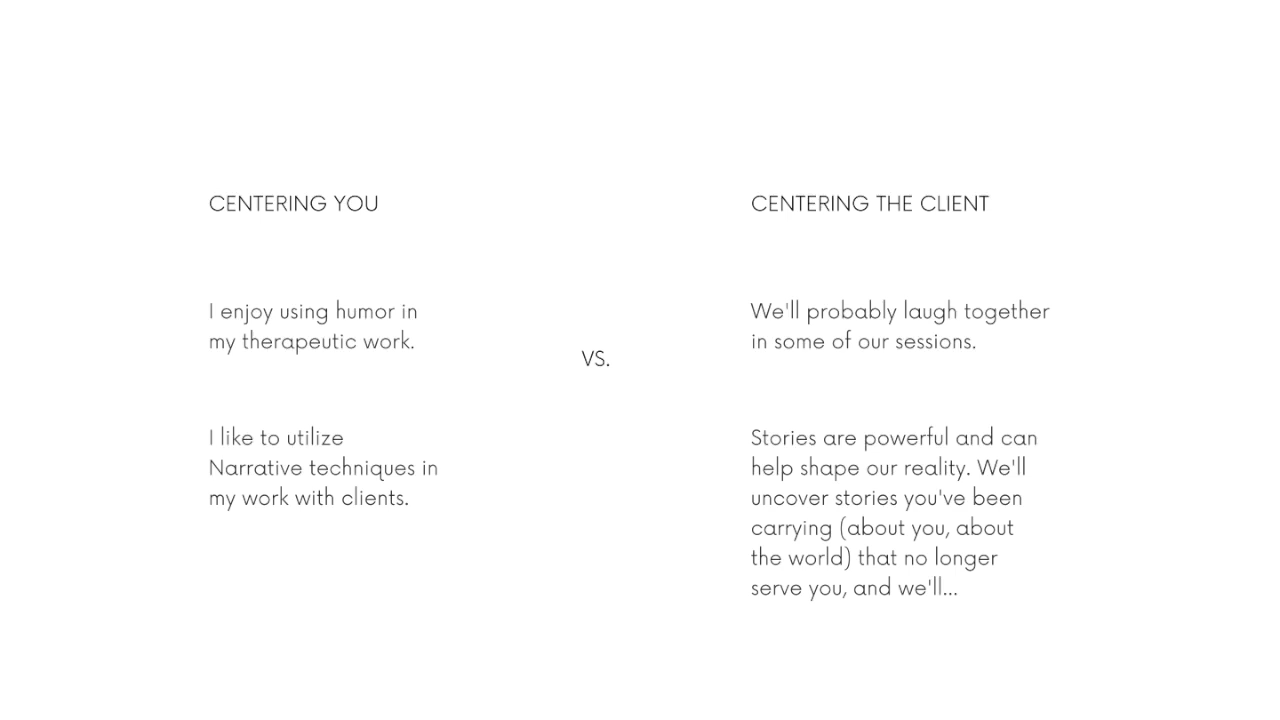 CENTERING YOU
I enjoy using humor in
my therapeutic work.
I like to utilize
Narrative techniques in
my work with clients.
VS.
CENTERING THE CLIENT
We'll probably laugh together
in some of our sessions.
Stories are powerful and can
help shape our reality. We'll
uncover stories you've been
carrying (about you, about
the world) that no longer
serve you, and we'll...